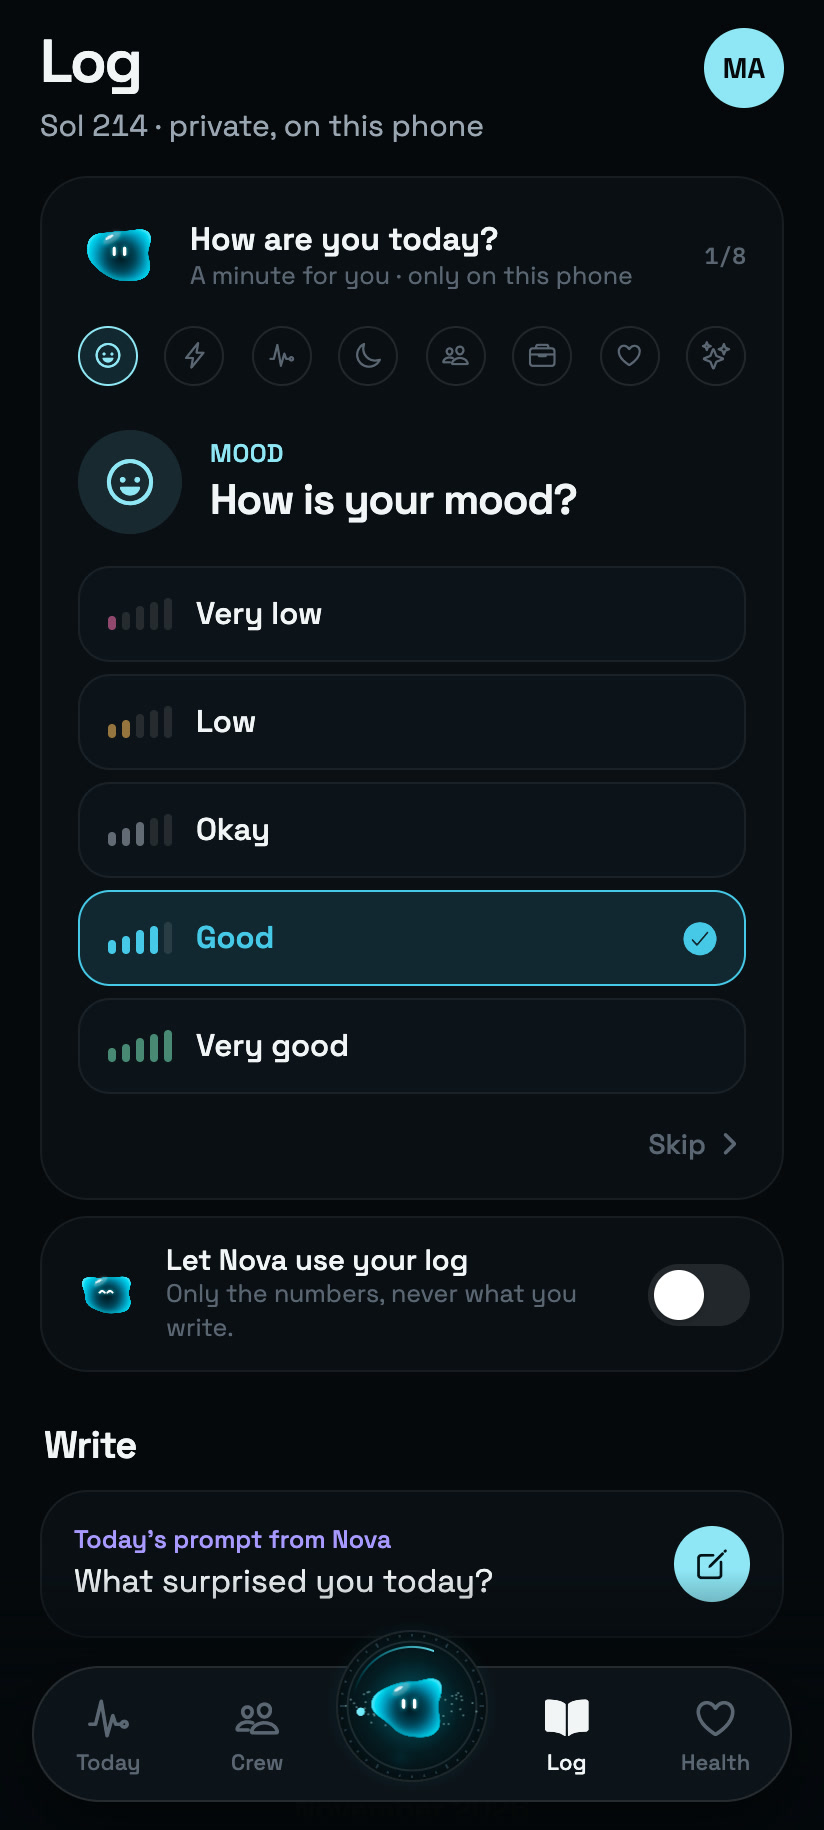 Log
MA
Sol 214 · private, on this phone
How are you today?
A minute for you · only on this phone
1/8
MOOD
How is your mood?
Very low
Low
Okay
Good
Very good
Skip
Let Nova use your log
Only the numbers, never what you
write.
Write
Today's prompt from Nova
What surprised you today?
Today
Crew
Log
Health